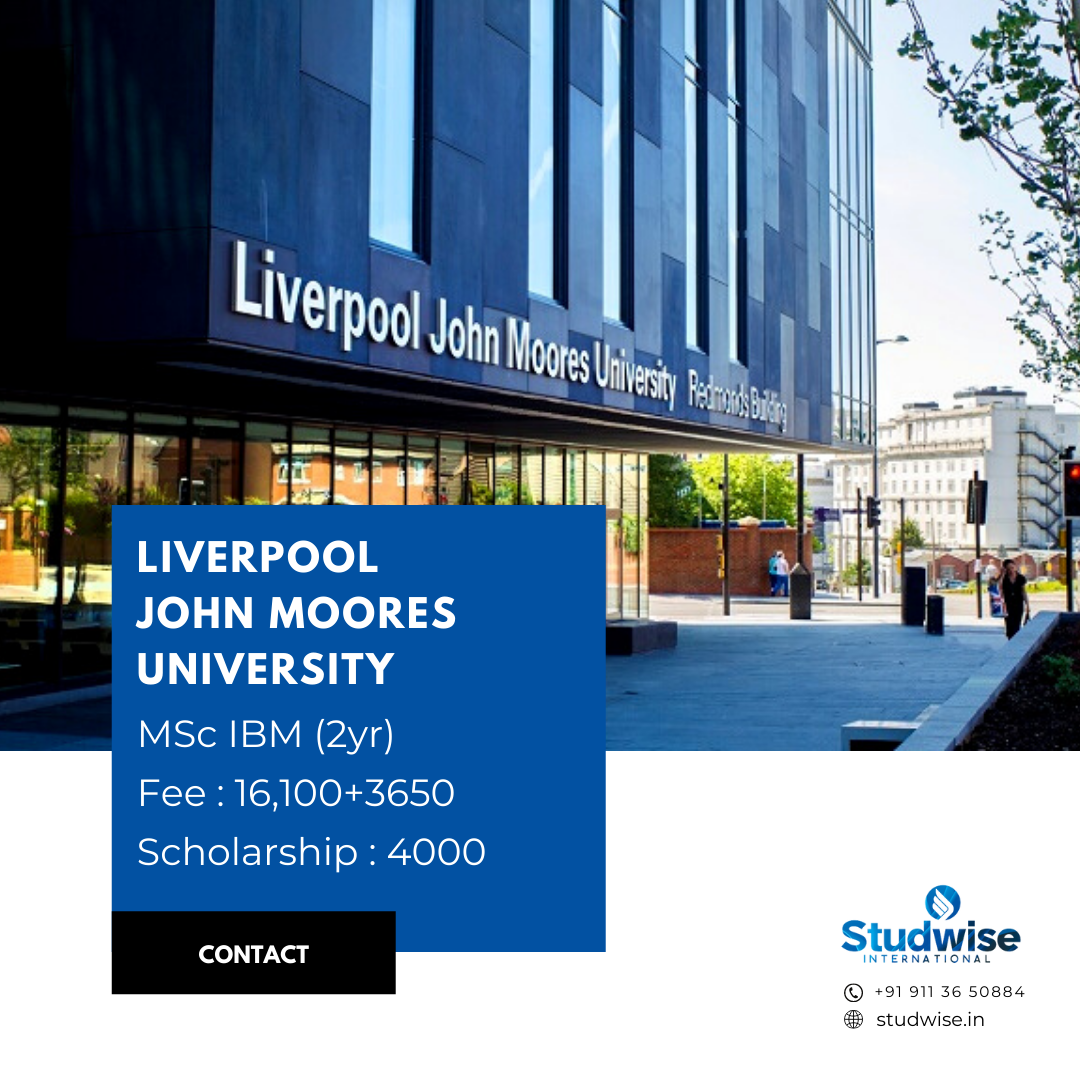 Liverpool John Moores University Redmonds Building
LIVERPOOL
JOHN MOORES
UNIVERSITY
MSc IBM (2yr)
Fee : 16,100+3650
Scholarship : 4000
CONTACT
Studwise
INTERNATIONAL
+91 911 36 50884
studwise.in